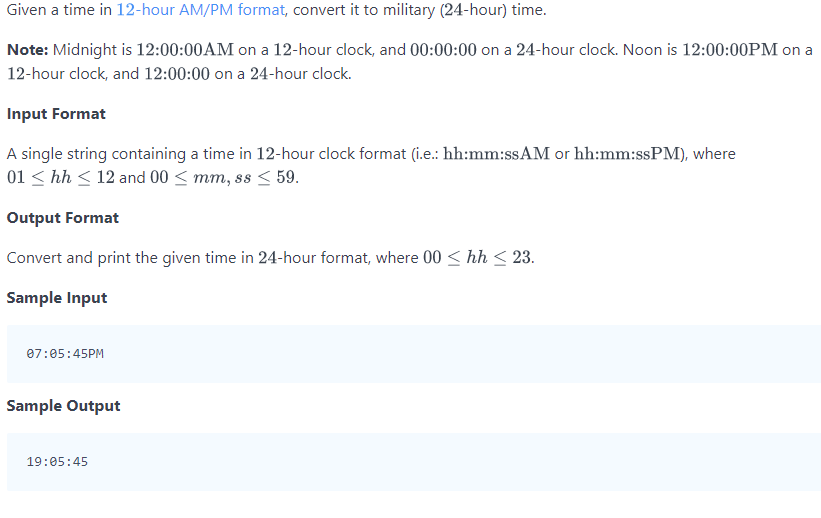 Given a time in 12-hour AM/PM format, convert it to military (24-hour) time.
Note: Midnight is 12:00:00AM on a 12-hour clock, and 00:00:00 on a 24-hour clock. Noon is 12:00:00PM on a
12-hour clock, and 12:00:00 on a 24-hour clock.
Input Format
A single string containing a time in 12-hour clock format (i.e.: hh:mm:ssAM or hh:mm:ssPM), where
01 ≤ hh ≤ 12 and 00 ≤ mm, ss ≤ 59.
Output Format
Convert and print the given time in 24-hour format, where 00 ≤ hh ≤ 23.
Sample Input
07:05:45PM
Sample Output
19:05:45